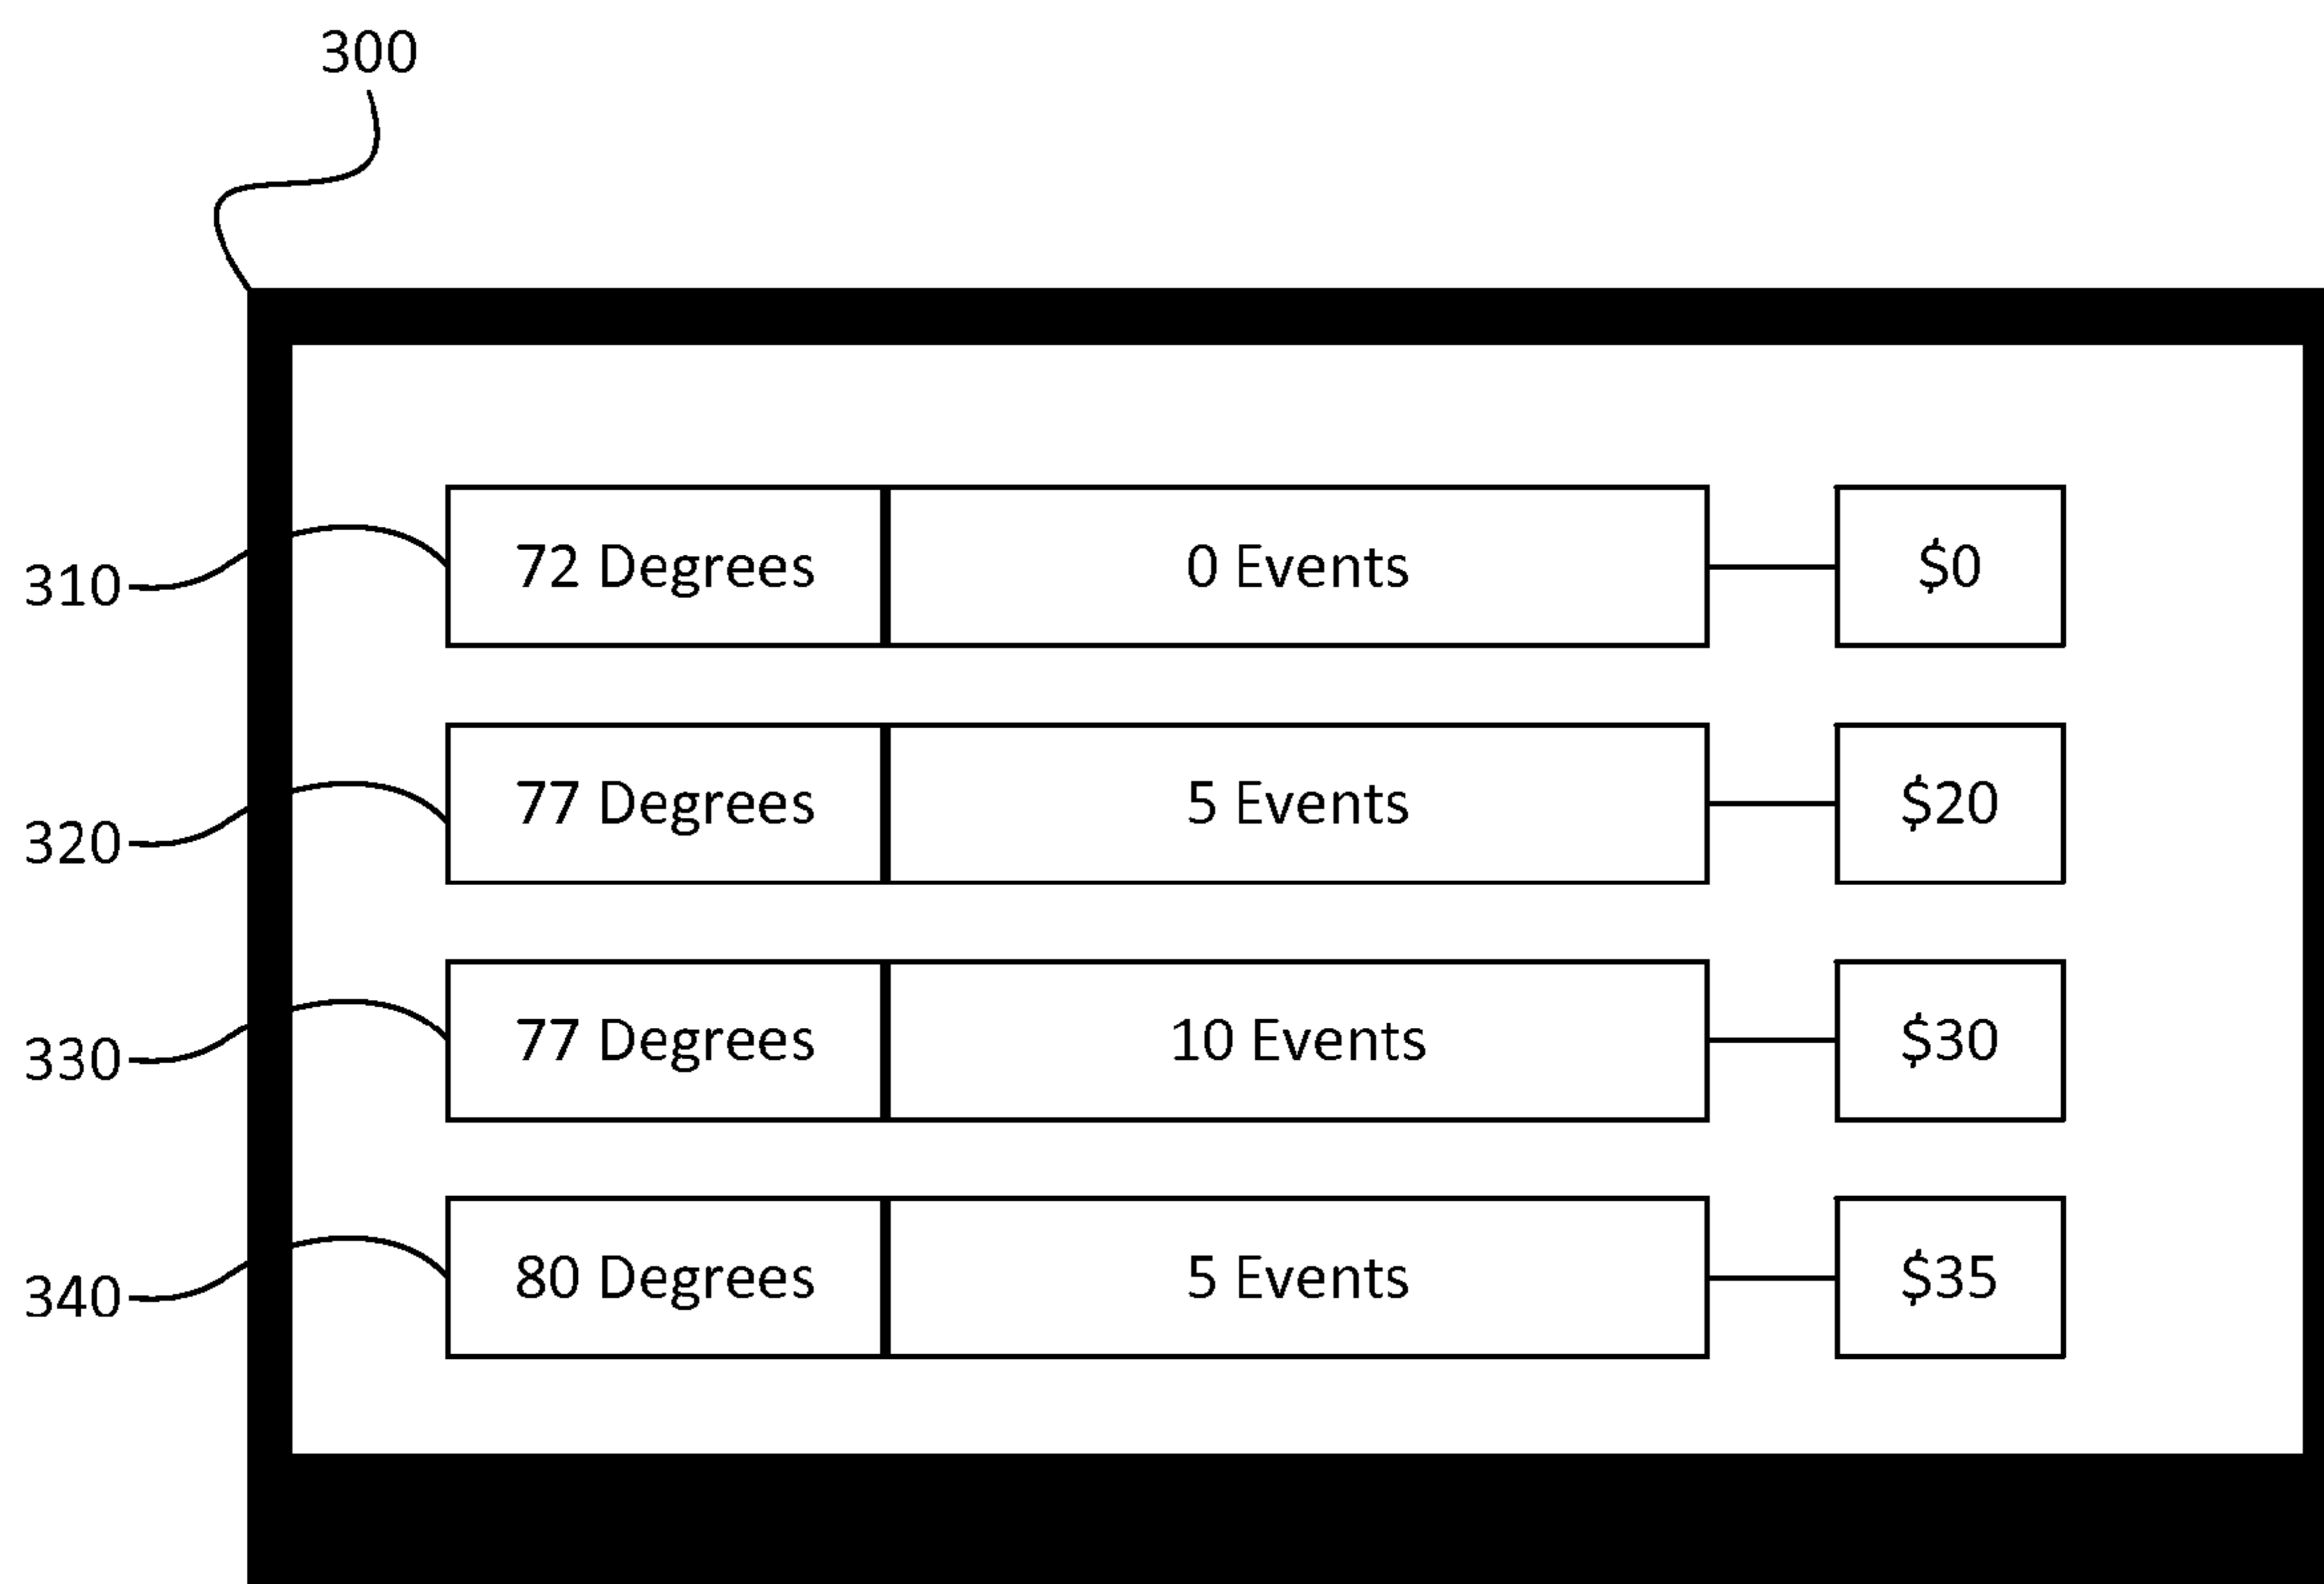 300
310 72 Degrees 0 Events $0
320 77 Degrees 5 Events $20
330 77 Degrees 10 Events $30
340 80 Degrees 5 Events $35